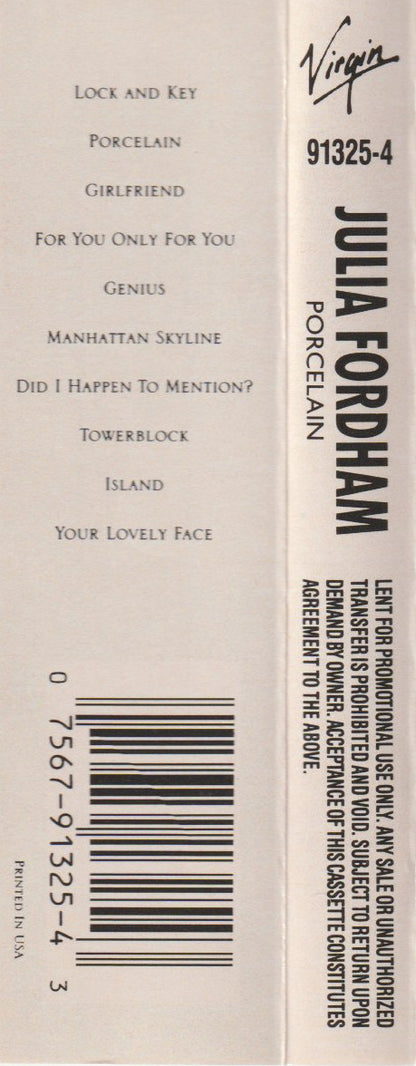 LOCK AND KEY
PORCELAIN
GIRLFRIEND
FOR YOU ONLY FOR YOU
GENIUS
MANHATTAN SKYLINE
DID I HAPPEN TO MENTION?
TOWERBLOCK
ISLAND
YOUR LOVELY FACE
0 7567-91325-4 3
PRINTED IN USA
Virgin
91325-4
JULIA FORDHAM
PORCELAIN
LENT FOR PROMOTIONAL USE ONLY. ANY SALE OR UNAUTHORIZED
TRANSFER IS PROHIBITED AND VOID. SUBJECT TO RETURN UPON
DEMAND BY OWNER. ACCEPTANCE OF THIS CASSETTE CONSTITUTES
AGREEMENT TO THE ABOVE.